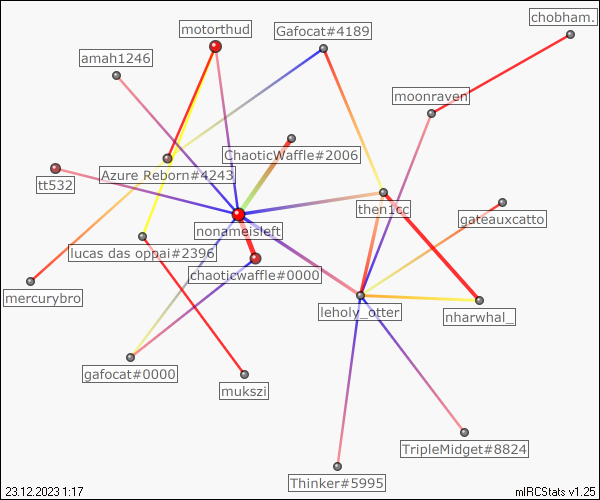 chobham.
motorthud
Gafocat#4189
amah1246
moonraven
ChaoticWaffle#2006
Azure Reborn#4243
tt532
then1cc
gateauxcatto
nonameisleft
lucas das oppai#2396
chaoticwaffle#0000
mercurybro
leholy_otter
nharwhal_
gafocat#0000
mukszi
TripleMidget#8824
Thinker#5995
23.12.2023 1:17
mIRCStats v1.25